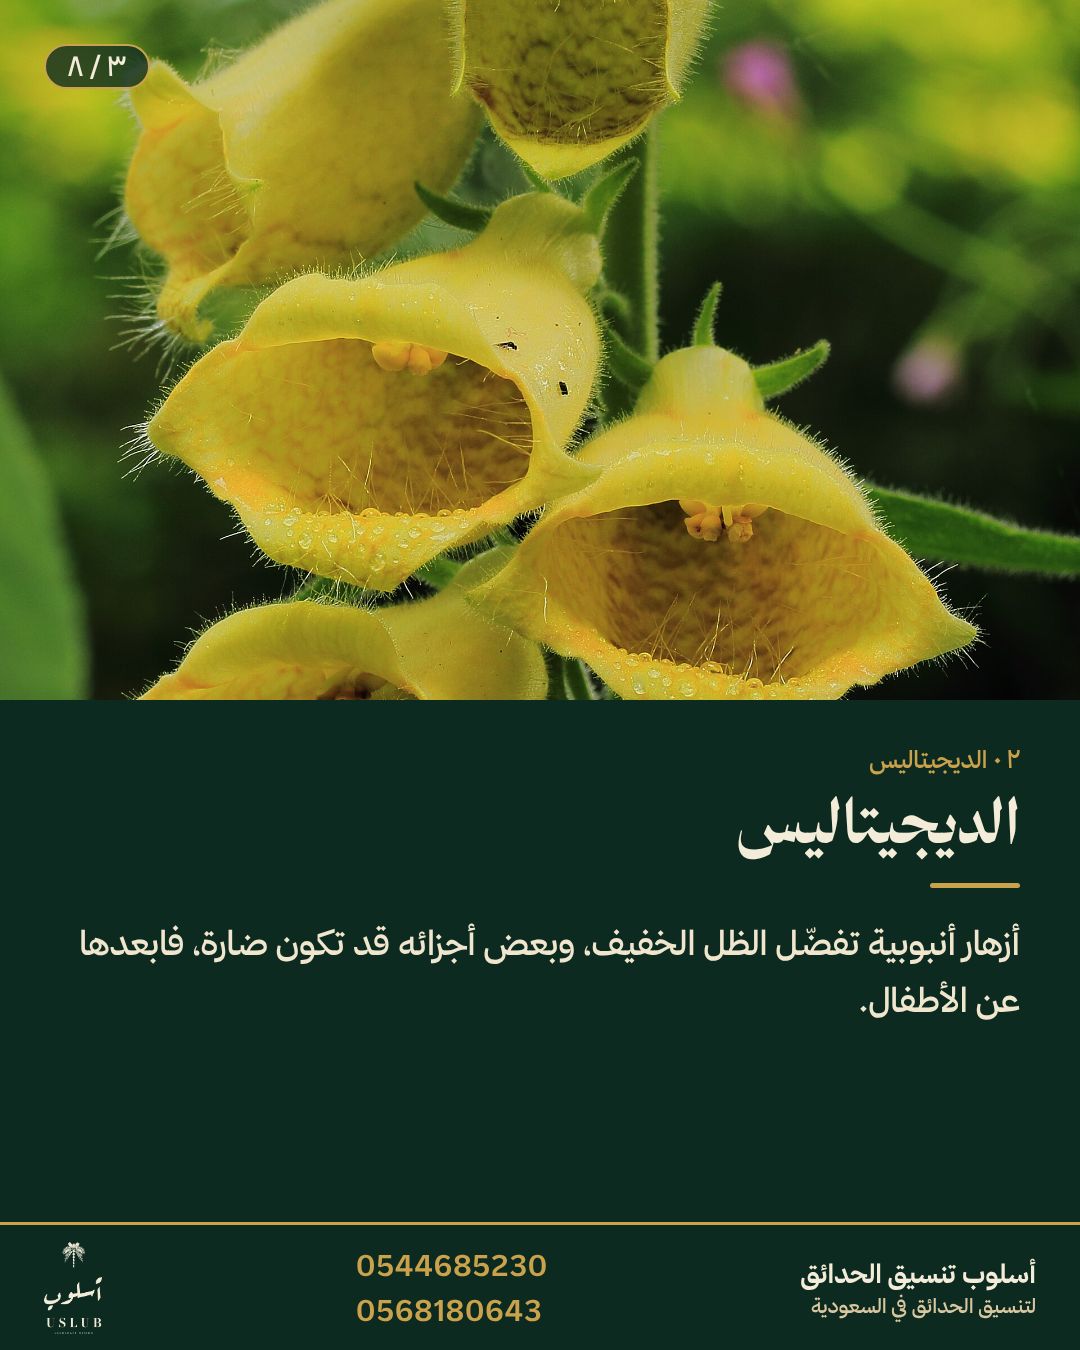 ٨ / ٣
٢ · الديجيتاليس
الديجيتاليس
أزهار أنبوبية تفضّل الظل الخفيف، وبعض أجزائه قد تكون ضارة، فابعدها
عن الأطفال.
أسلوب تنسيق الحدائق
لتنسيق الحدائق في السعودية
0544685230
0568180643
أسلوب
USLUB